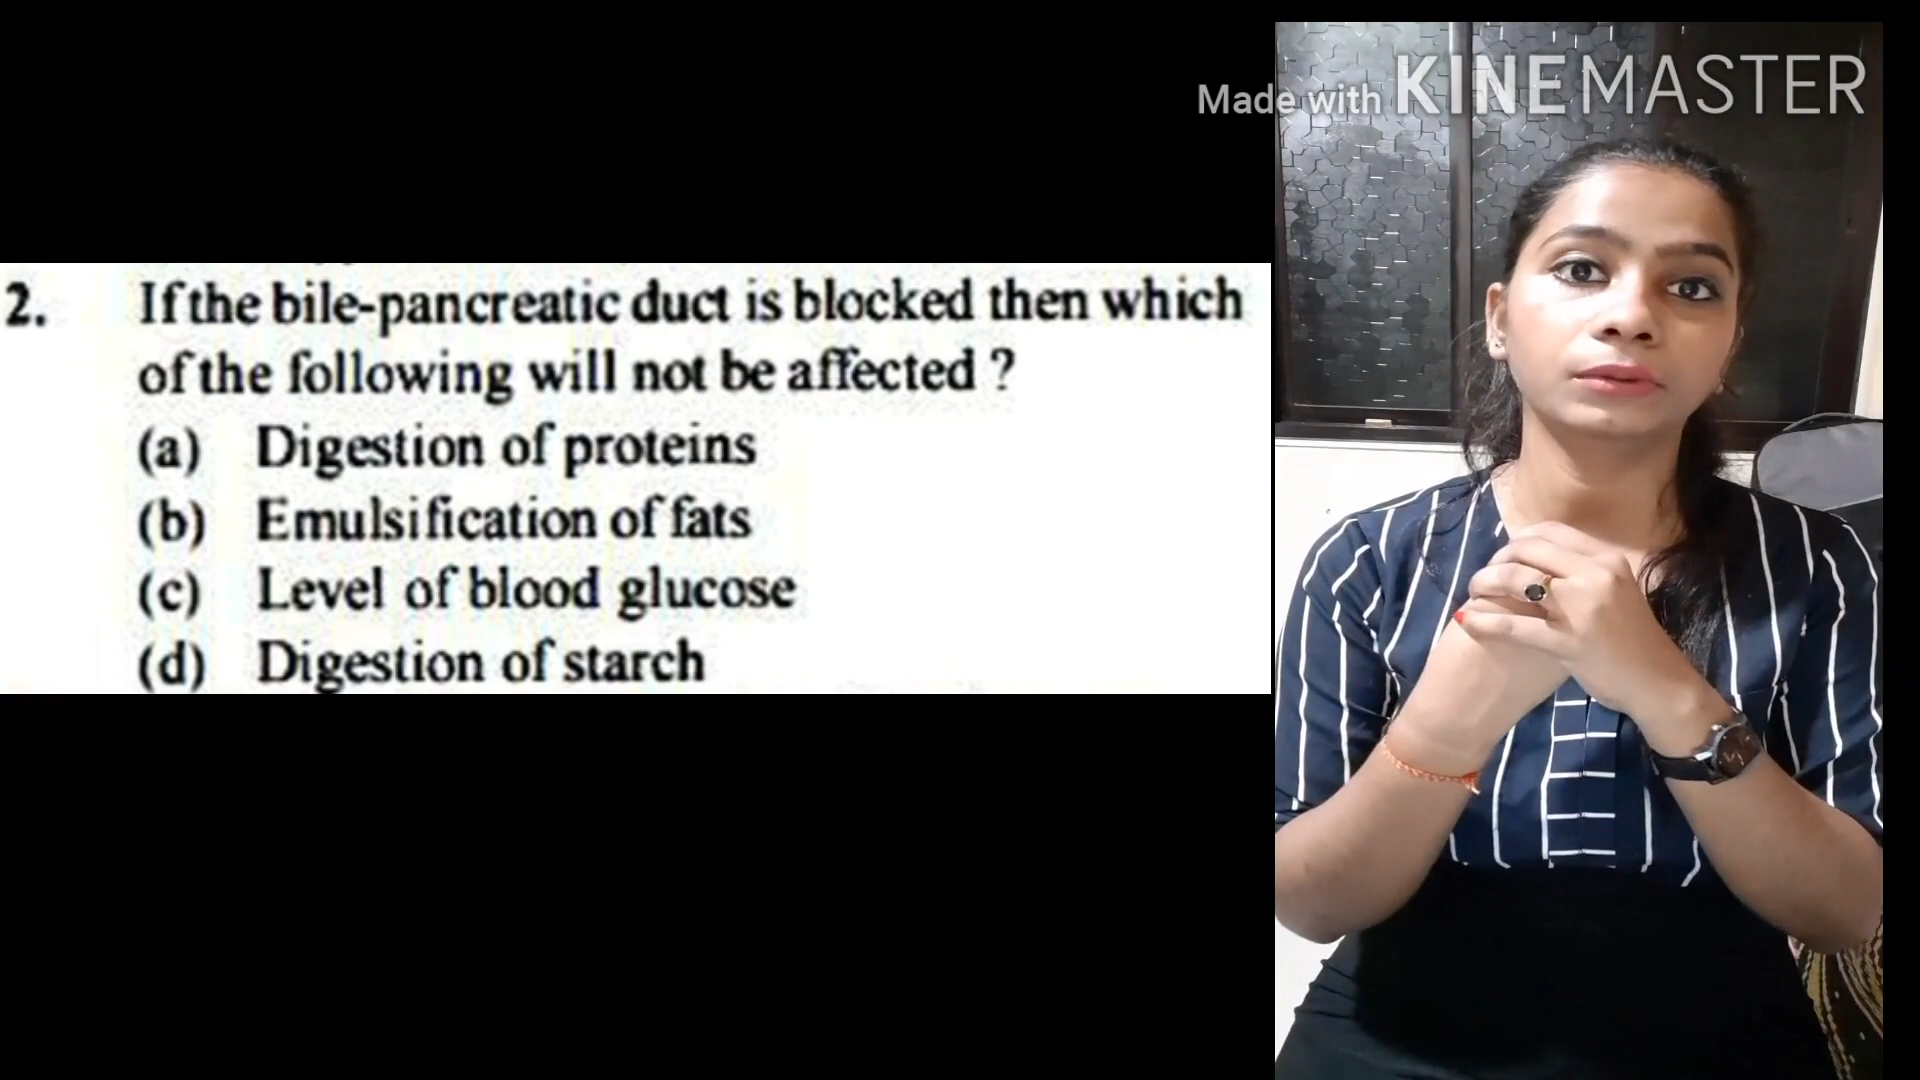 Made with KINEMASTER
2. If the bile-pancreatic duct is blocked then which
of the following will not be affected ?
(a) Digestion of proteins
(b) Emulsification of fats
(c) Level of blood glucose
(d) Digestion of starch